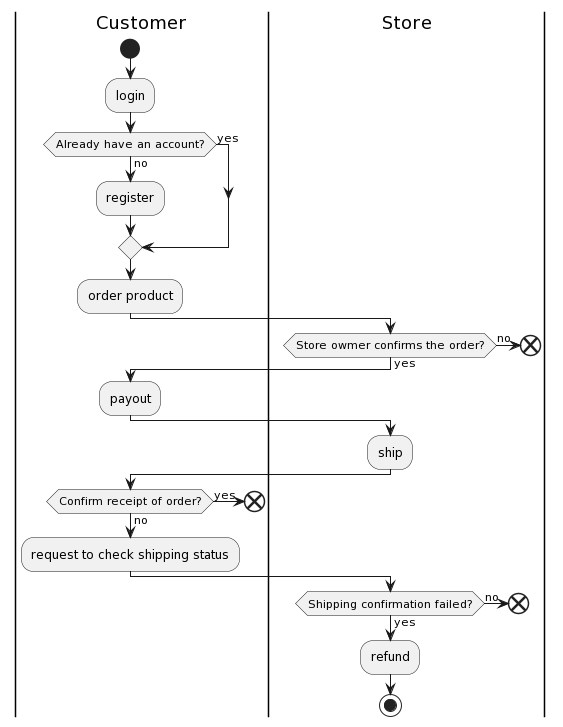 Customer
Store
login
Already have an account?
yes
no
register
order product
Store owner confirms the order?
no
yes
payout
ship
Confirm receipt of order?
yes
no
request to check shipping status
Shipping confirmation failed?
no
yes
refund